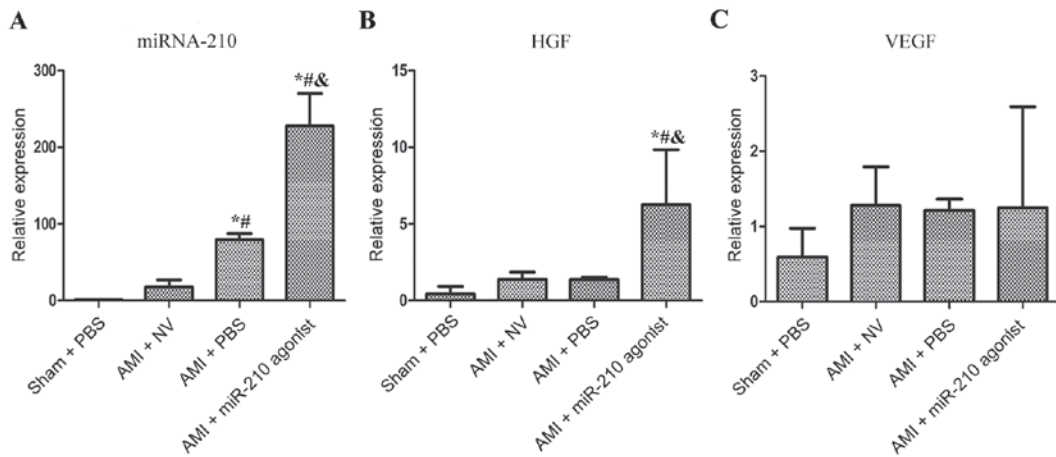 A
miRNA-210
Relative expression
300
200
100
0
*#
*#&
Sham + PBS
AMI + NV
AMI + PBS
AMI + miR-210 agonist
B
HGF
Relative expression
15
10
5
0
*#&
Sham + PBS
AMI + NV
AMI + PBS
AMI + miR-210 agonist
C
VEGF
Relative expression
3
2
1
0
Sham + PBS
AMI + NV
AMI + PBS
AMI + miR-210 agonist